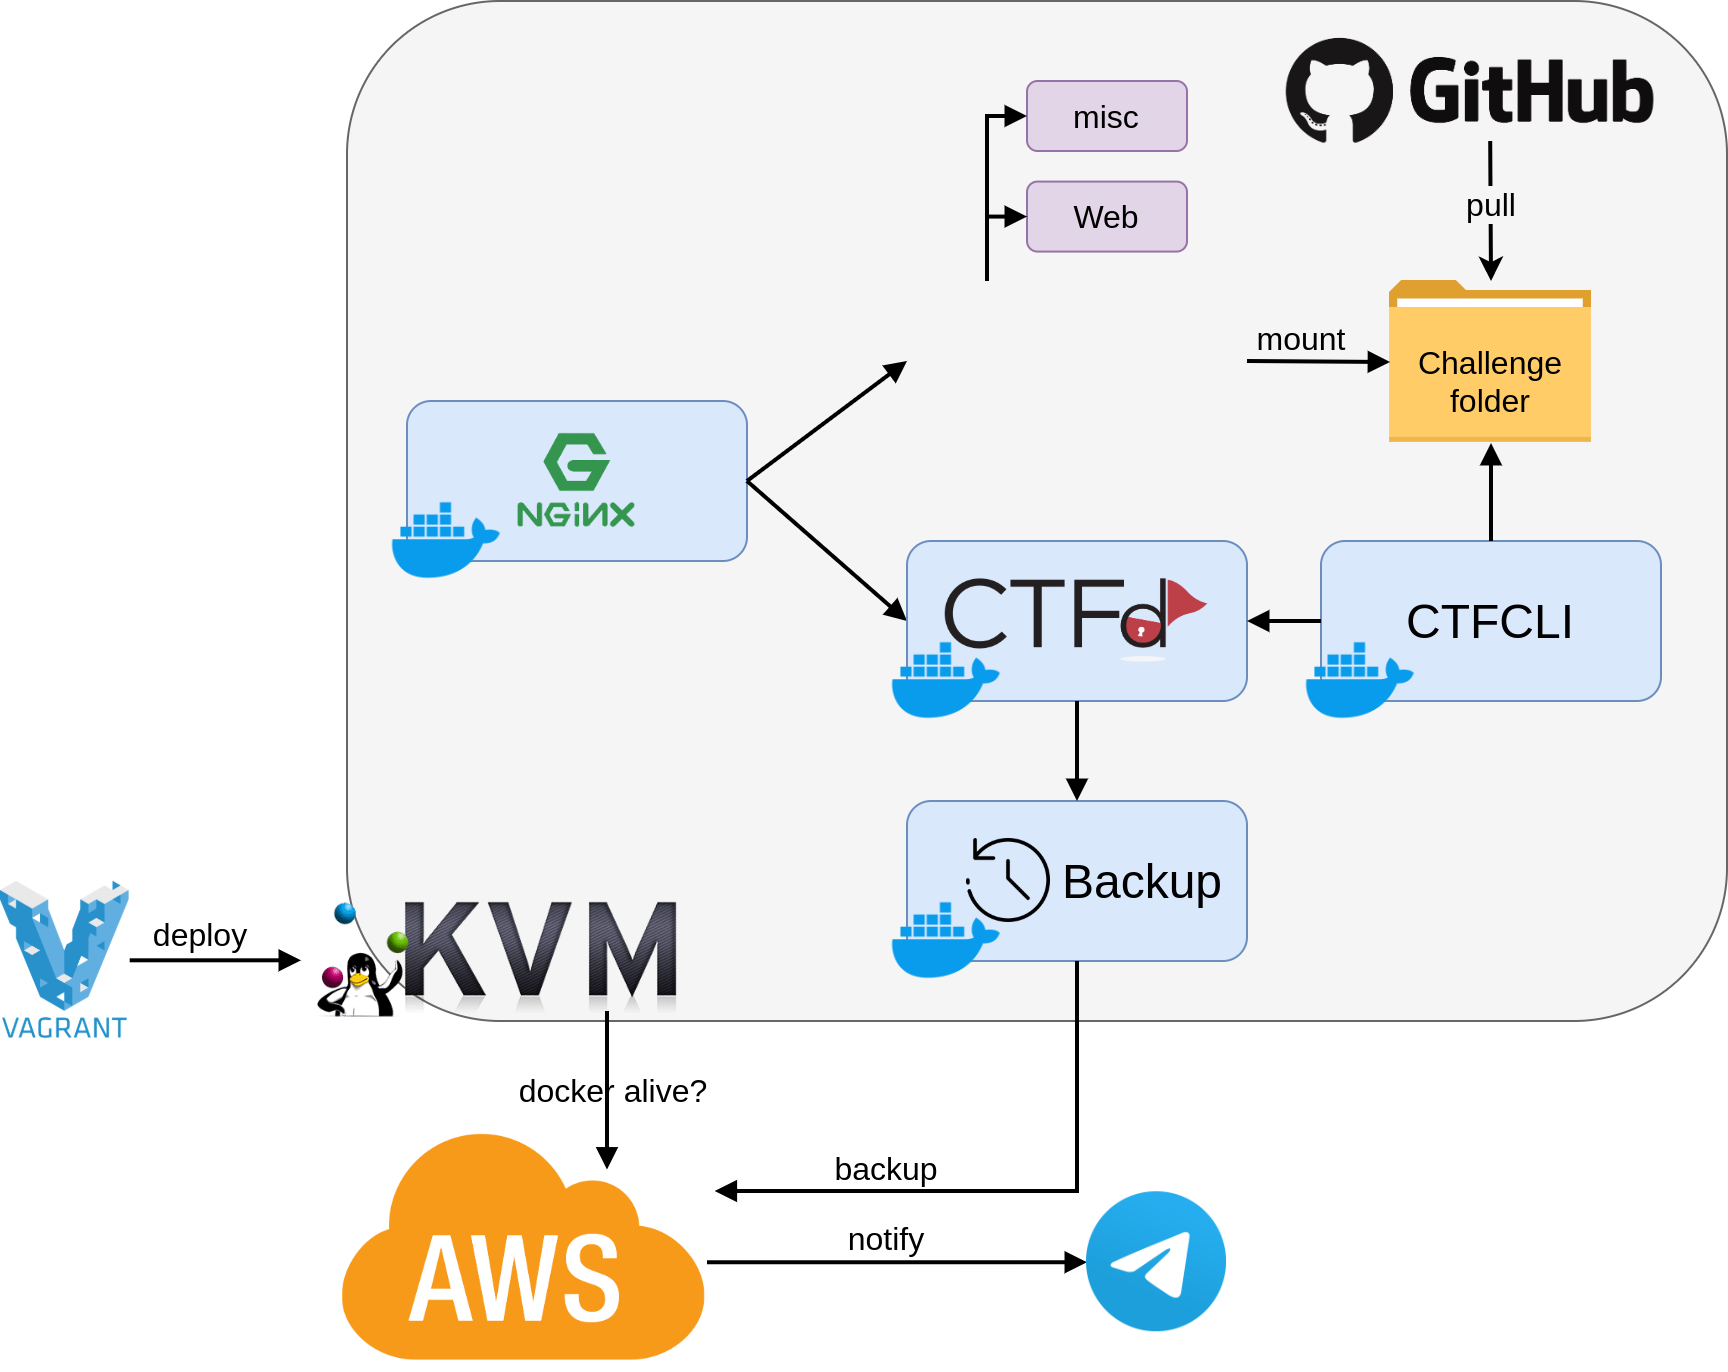 GitHub
misc
Web
pull
mount
Challenge
folder
NGiNX
CTFd
CTFCLI
Backup
deploy
KVM
VAGRANT
docker alive?
backup
notify
AWS